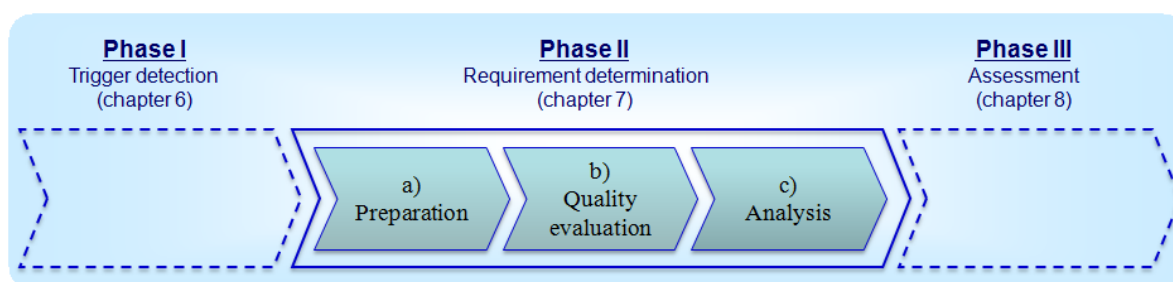 Phase I
Trigger detection
(chapter 6)
Phase II
Requirement determination
(chapter 7)
Phase III
Assessment
(chapter 8)
a)
Preparation
b)
Quality
evaluation
c)
Analysis